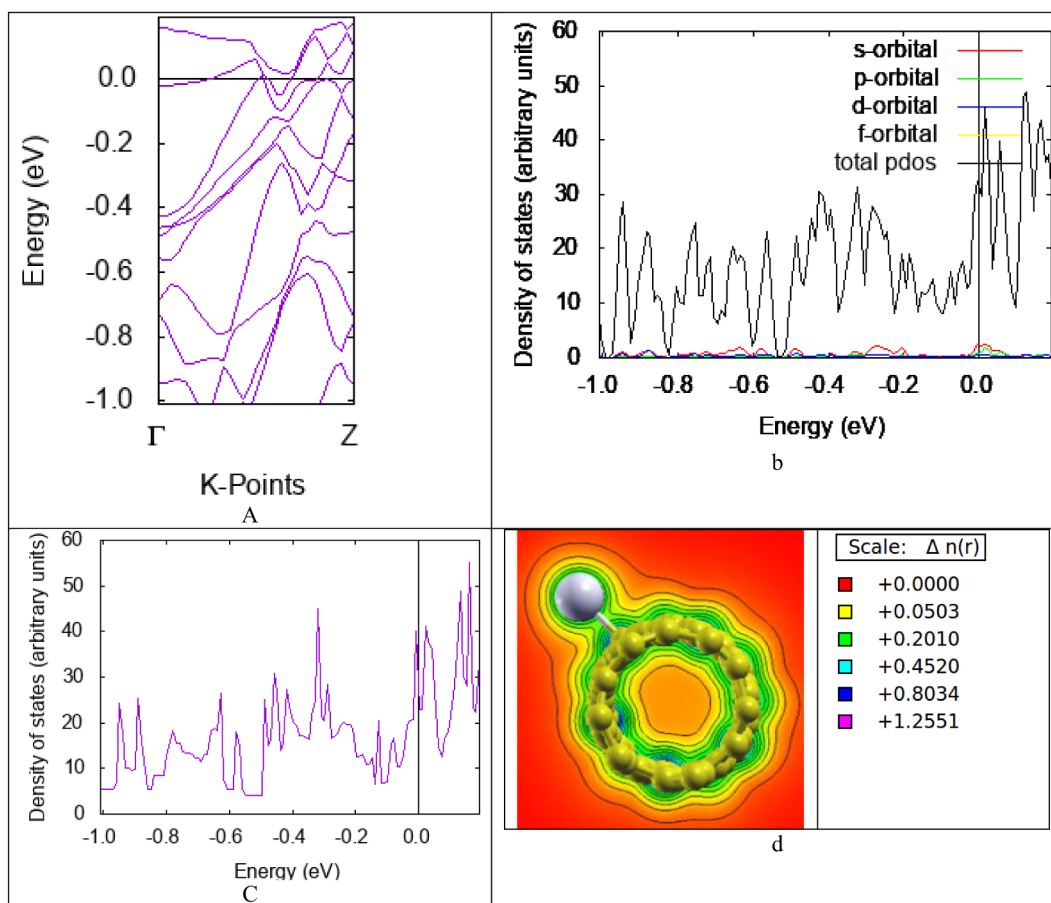 0.0
-0.2
-0.4
-0.6
-0.8
-1.0
Energy (eV)
Γ
Z
K-Points
A
60
50
40
30
20
10
0
Density of states (arbitrary units)
s-orbital
p-orbital
d-orbital
f-orbital
total pdos
-1.0 -0.8 -0.6 -0.4 -0.2 0.0
Energy (eV)
b
60
50
40
30
20
10
0
Density of states (arbitrary units)
-1.0 -0.8 -0.6 -0.4 -0.2 0.0
Energy (eV)
C
Scale: Δ n(r)
+0.0000
+0.0503
+0.2010
+0.4520
+0.8034
+1.2551
d